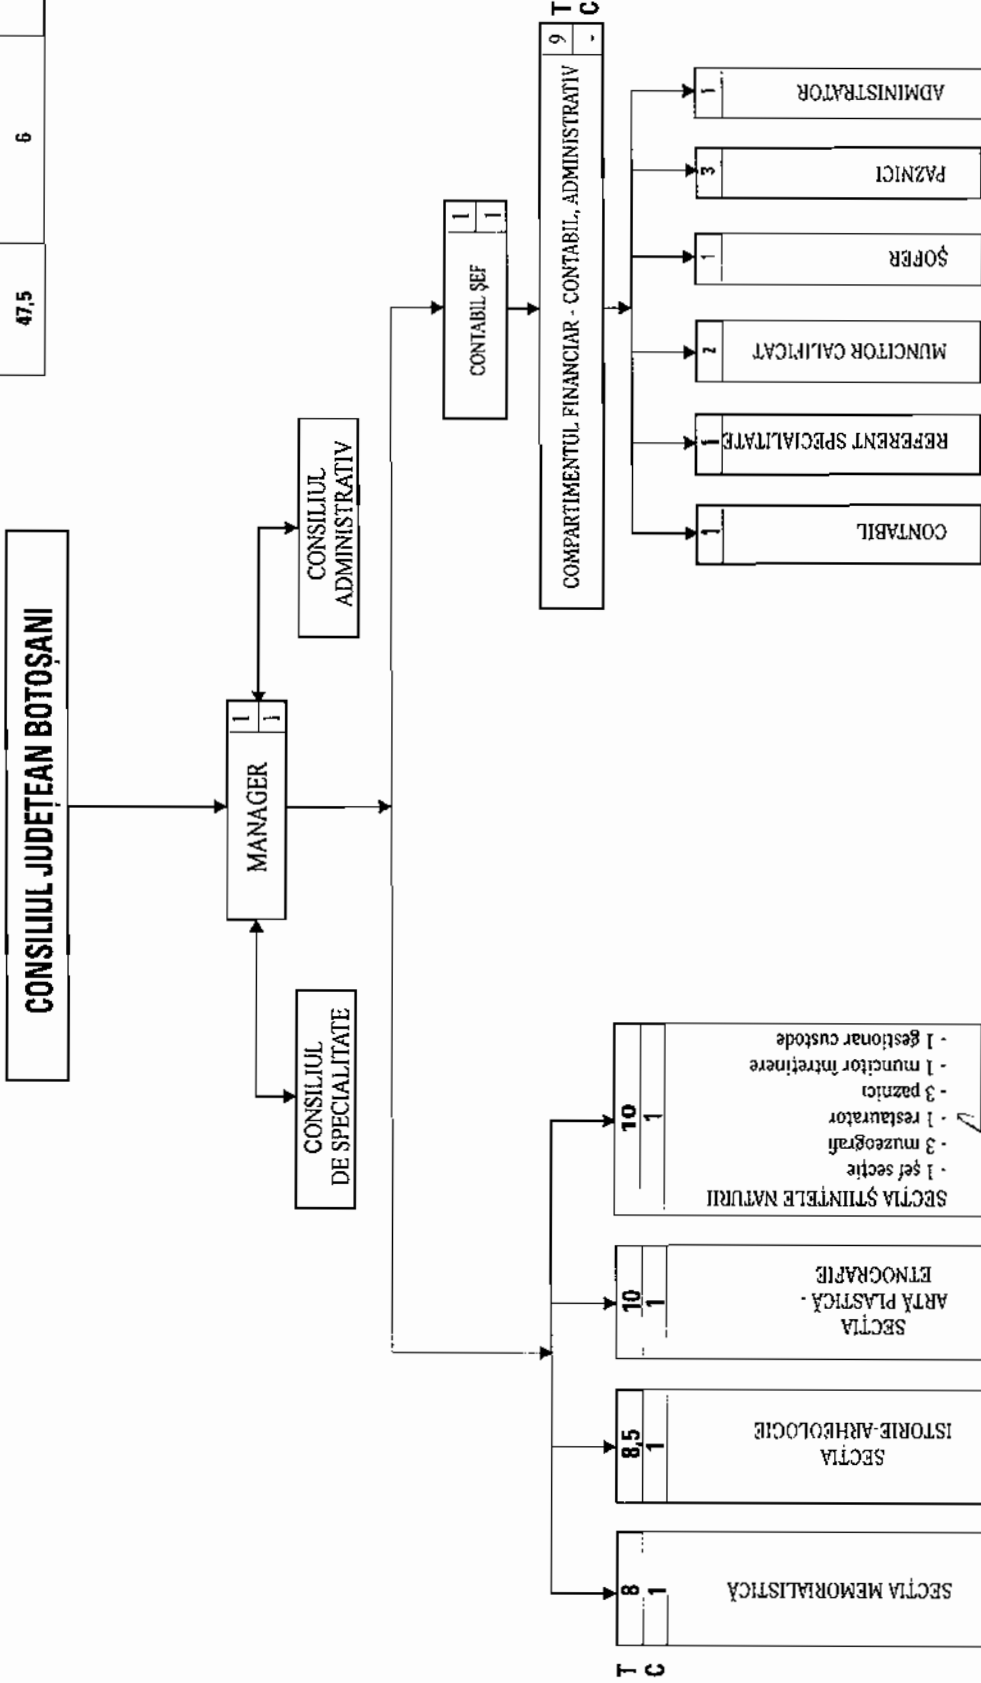 47,5
6
CONSILIUL JUDEȚEAN BOTOȘANI
MANAGER
1
1
CONSILIUL
DE SPECIALITATE
CONSILIUL
ADMINISTRATIV
CONTABIL ȘEF
1
1
COMPARTIMENTUL FINANCIAR - CONTABIL, ADMINISTRATIV
9
-
T
C
T
C
8
1
SECȚIA MEMORIALISTICĂ
8,5
1
SECȚIA
ISTORIE-ARHEOLOGIE
10
1
SECȚIA
ARTĂ PLASTICĂ -
ETNOGRAFIE
10
1
SECȚIA ȘTIINȚELE NATURII
- 1 șef secție
- 3 muzeografi
- 1 restaurator
- 3 paznici
- 1 muncitor întreținere
- 1 gestionar custode
1
CONTABIL
1
REFERENT SPECIALITATE
2
MUNCITOR CALIFICAT
1
ȘOFER
3
PAZNICI
1
ADMINISTRATOR